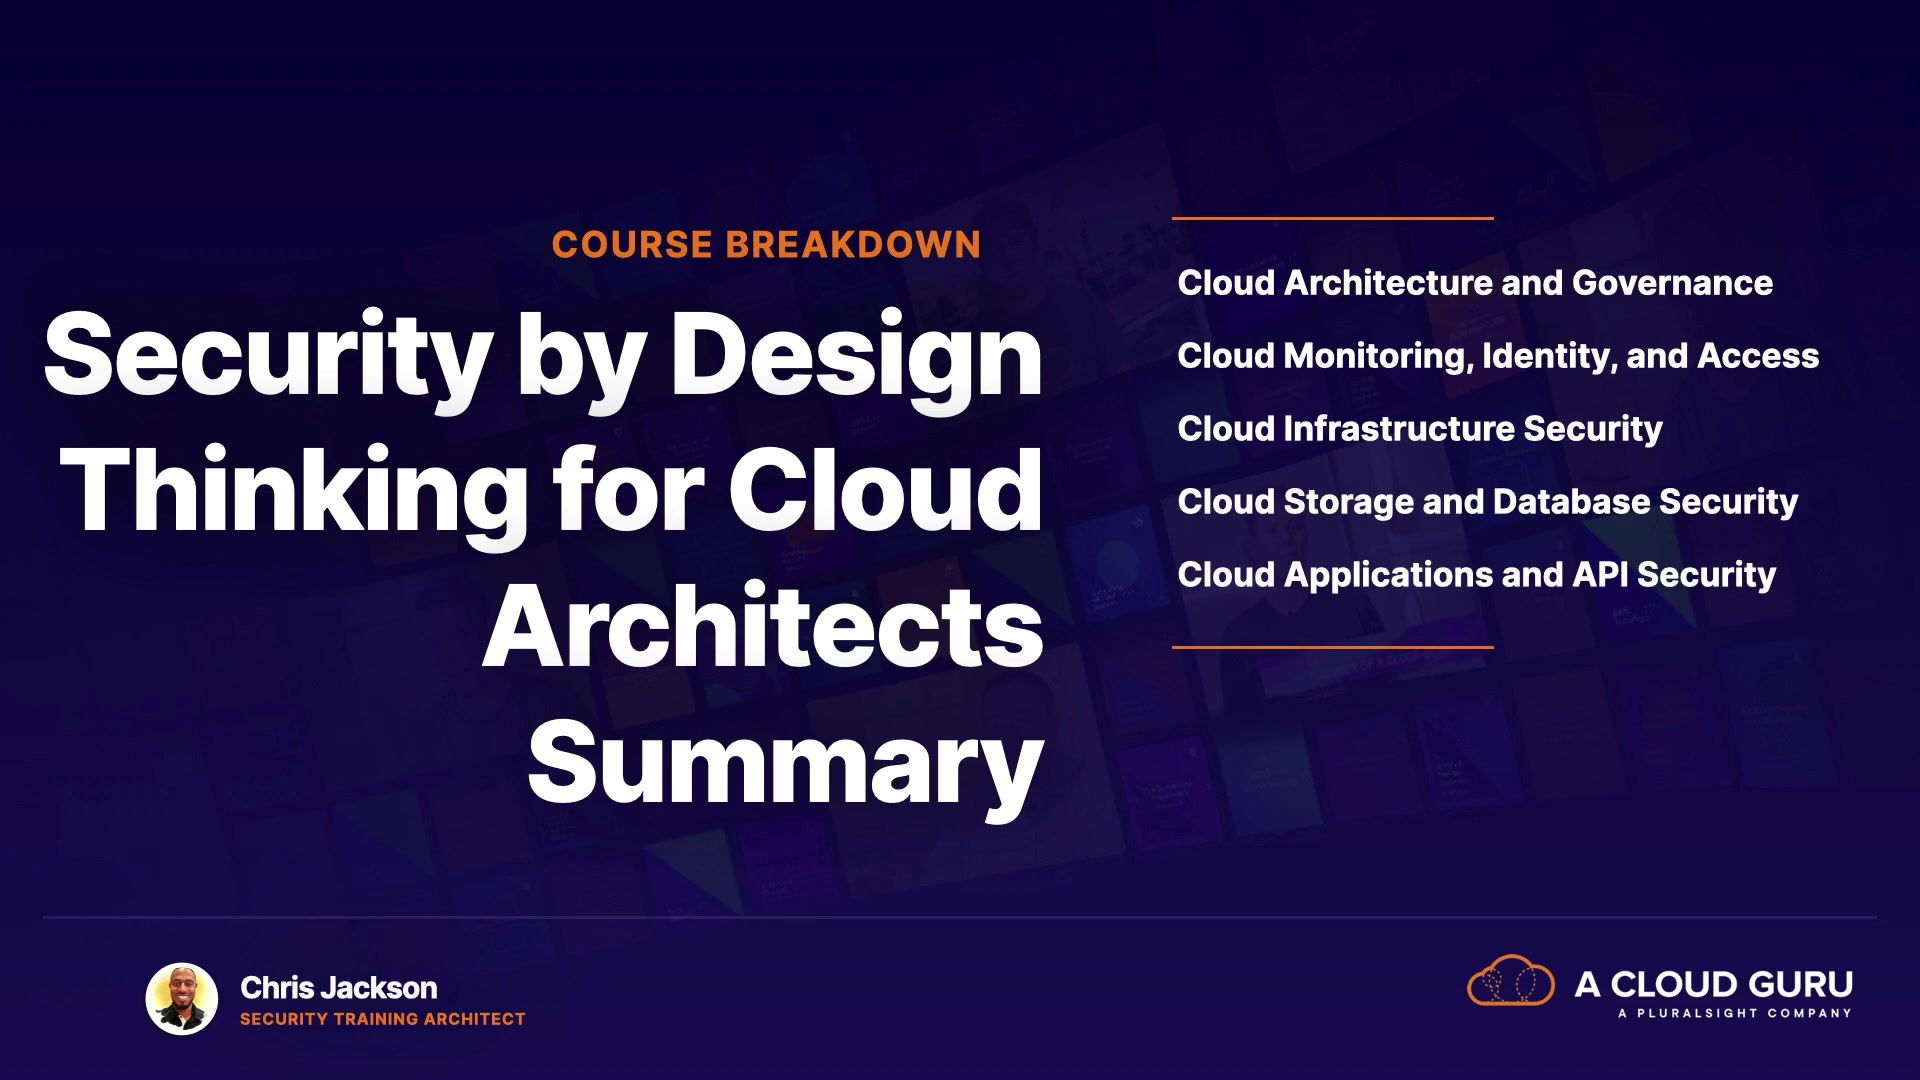 COURSE BREAKDOWN
Security by Design
Thinking for Cloud
Architects
Summary
Cloud Architecture and Governance
Cloud Monitoring, Identity, and Access
Cloud Infrastructure Security
Cloud Storage and Database Security
Cloud Applications and API Security
Chris Jackson
SECURITY TRAINING ARCHITECT
A CLOUD GURU
A PLURALSIGHT COMPANY